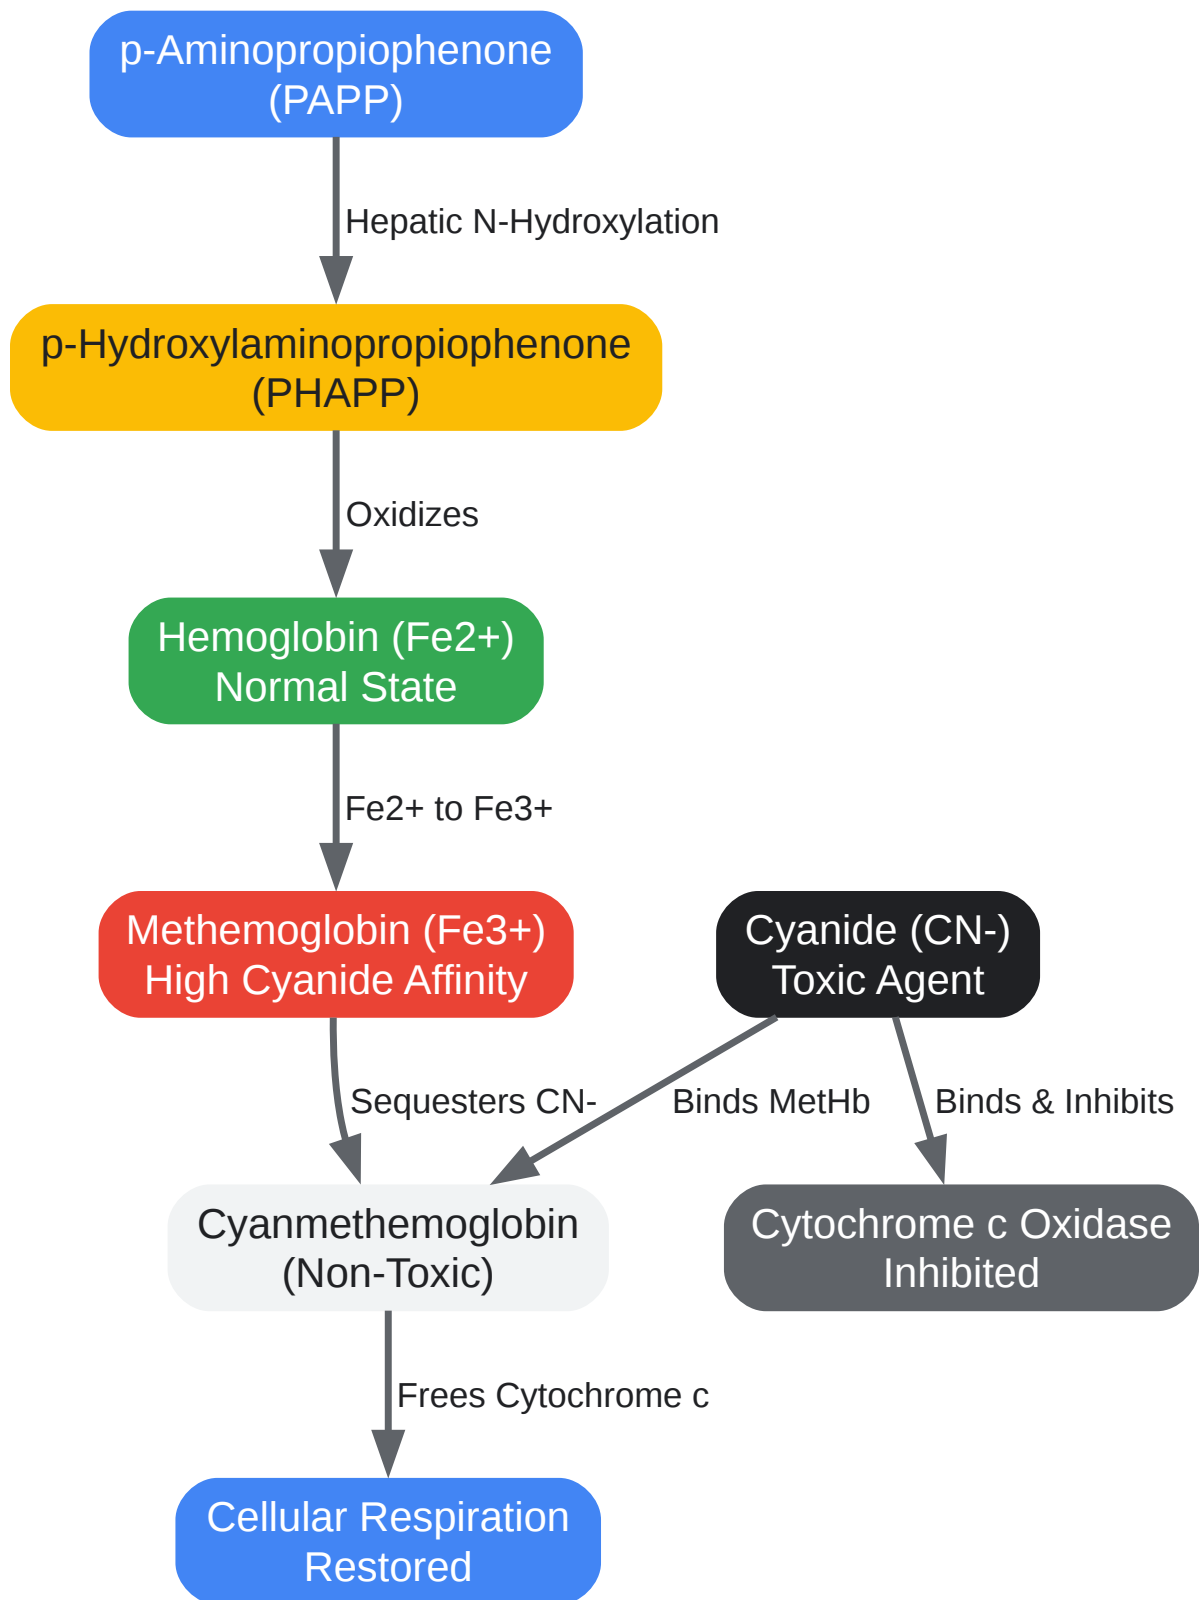 p-Aminopropiophenone
(PAPP)
Hepatic N-Hydroxylation
p-Hydroxylaminopropiophenone
(PHAPP)
Oxidizes
Hemoglobin (Fe2+)
Normal State
Fe2+ to Fe3+
Methemoglobin (Fe3+)
High Cyanide Affinity
Cyanide (CN-)
Toxic Agent
Sequesters CN-
Binds MetHb
Binds & Inhibits
Cyanmethemoglobin
(Non-Toxic)
Cytochrome c Oxidase
Inhibited
Frees Cytochrome c
Cellular Respiration
Restored